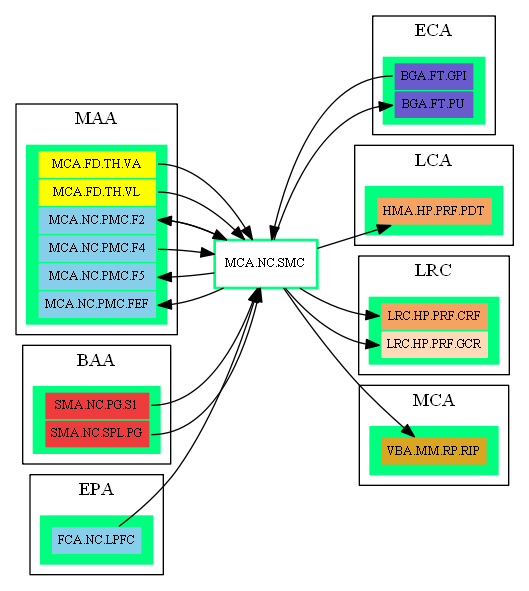 MAA
MCA.FD.TH.VA
MCA.FD.TH.VL
MCA.NC.PMC.F2
MCA.NC.PMC.F4
MCA.NC.PMC.F5
MCA.NC.PMC.FEF
BAA
SMA.NC.PG.S1
SMA.NC.SPL.PG
EPA
FCA.NC.LPFC
MCA.NC.SMC
ECA
BGA.FT.GPI
BGA.FT.PU
LCA
HMA.HP.PRF.PDT
LRC
LRC.HP.PRF.CRF
LRC.HP.PRF.GCR
MCA
VBA.MM.RP.RIP